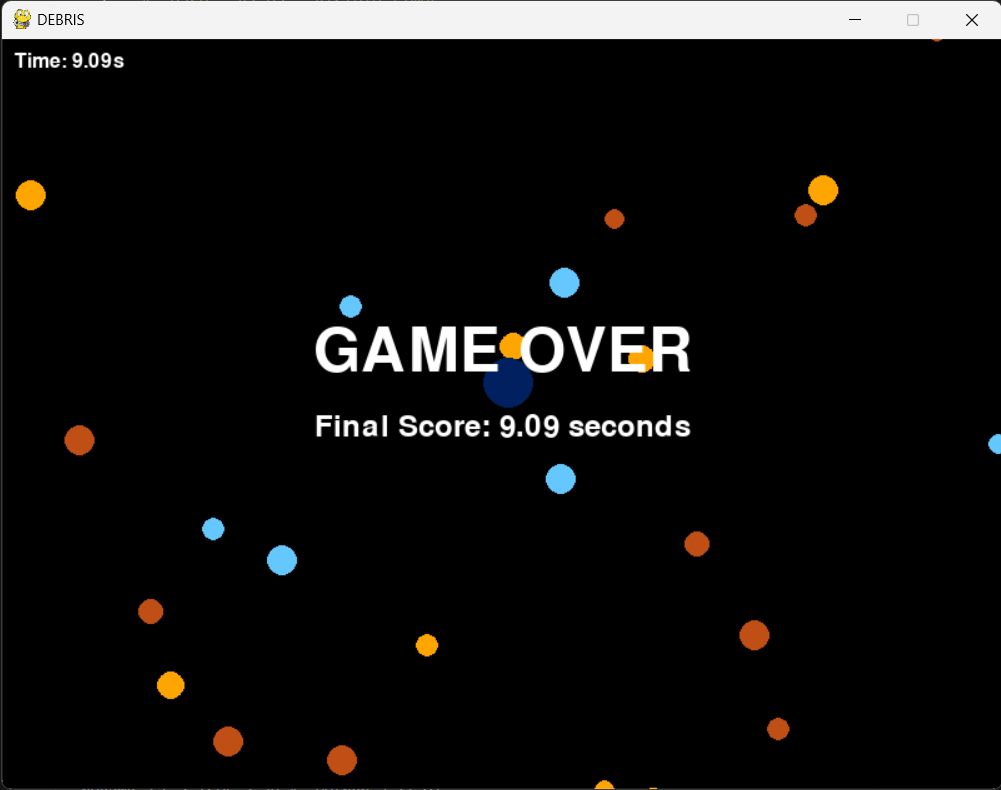 DEBRIS
Time: 9.09s
GAME OVER
Final Score: 9.09 seconds